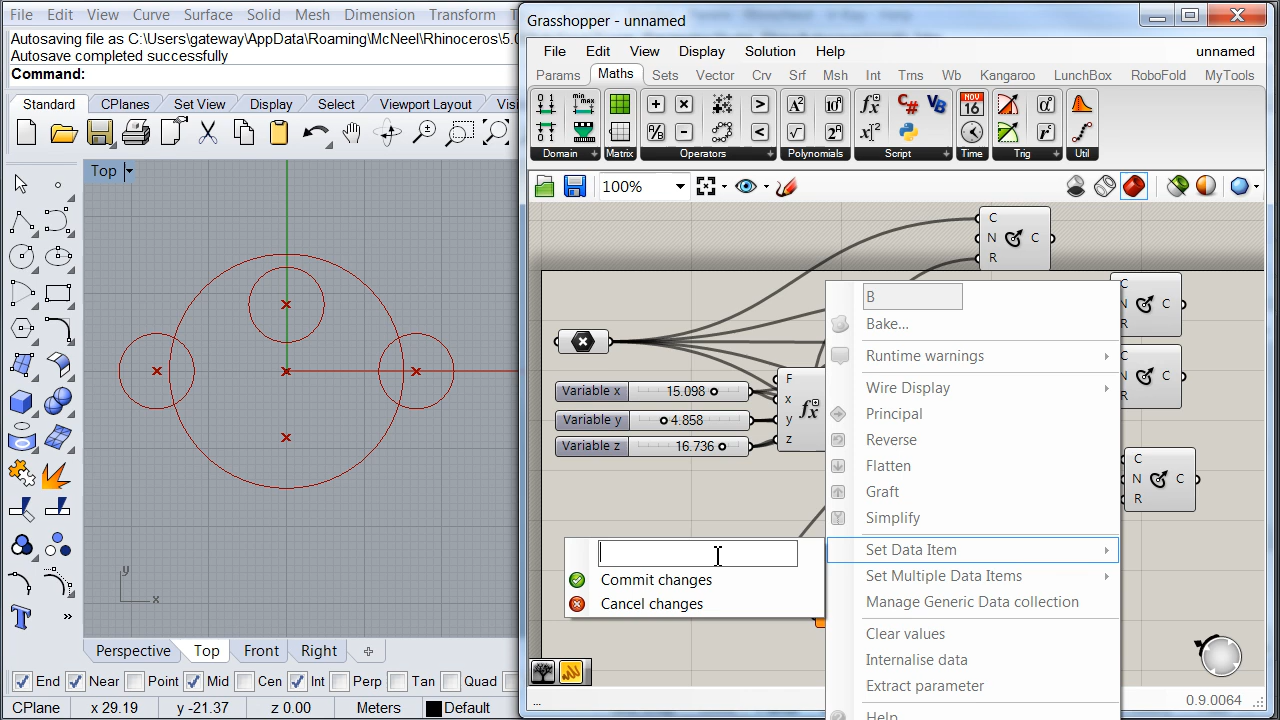 File Edit View Curve Surface Solid Mesh Dimension Tran
Autosaving file as C:\Users\gateway\AppData\Roaming\McNeel\Rhinoceros\5.0
Autosave completed successfully
Command:
Standard CPlanes Set View Display Select Viewport Layout Vis
Top
y
x
Perspective Top Front Right
End Near Point Mid Cen Int Perp Tan Quad
CPlane x 29.19 y -21.37 z 0.00 Meters Default
Grasshopper - unnamed
File Edit View Display Solution Help unnamed
Params Maths Sets Vector Crv Srf Msh Int Trns Wb Kangaroo LunchBox RoboFold MyTools
Domain Matrix Operators Polynomials Script Time Trig Util
NOV
16
100%
C
N C
R
C
N C
R
C
N C
R
C
N C
R
Variable x 15.098
Variable y 4.858
Variable z 16.736
F
x
y
z
B
Bake...
Runtime warnings
Wire Display
Principal
Reverse
Flatten
Graft
Simplify
Set Data Item
Set Multiple Data Items
Manage Generic Data collection
Clear values
Internalise data
Extract parameter
Help
Commit changes
Cancel changes
...
0.9.0064